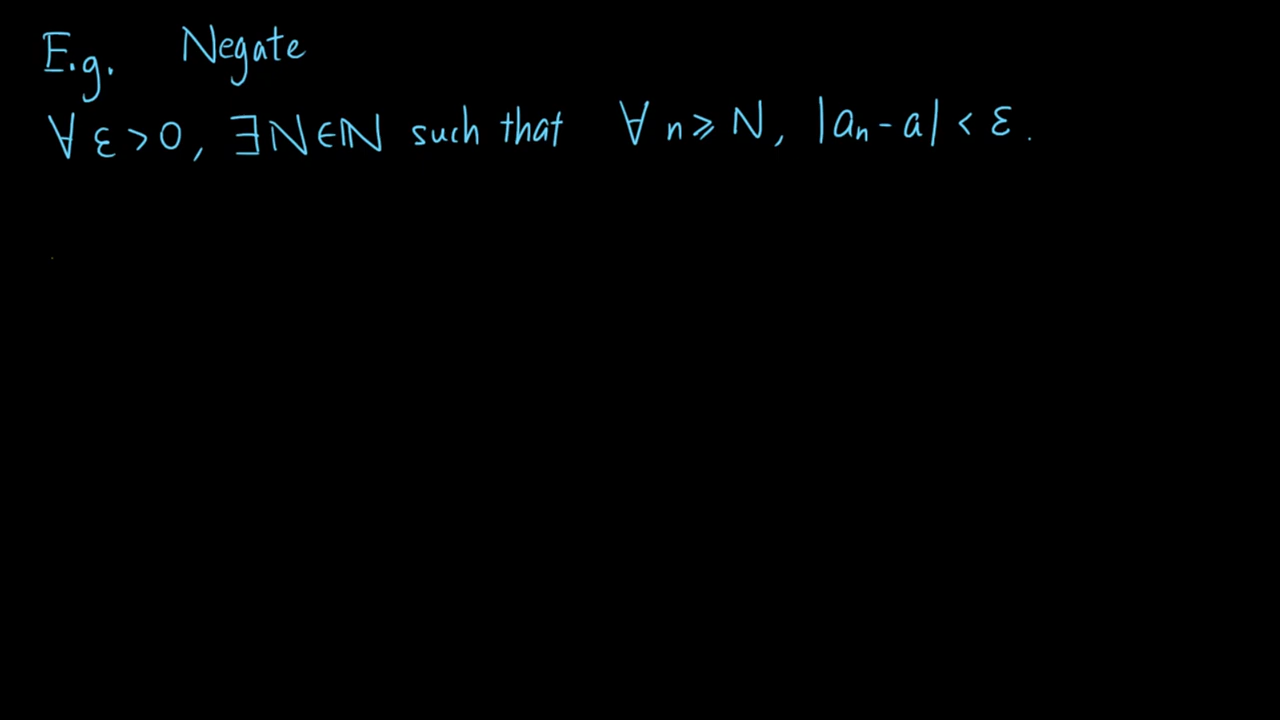 E.g. Negate
∀ ε > 0, ∃ N ∈ ℕ such that ∀ n ⩾ N, |aₙ - a| < ε.